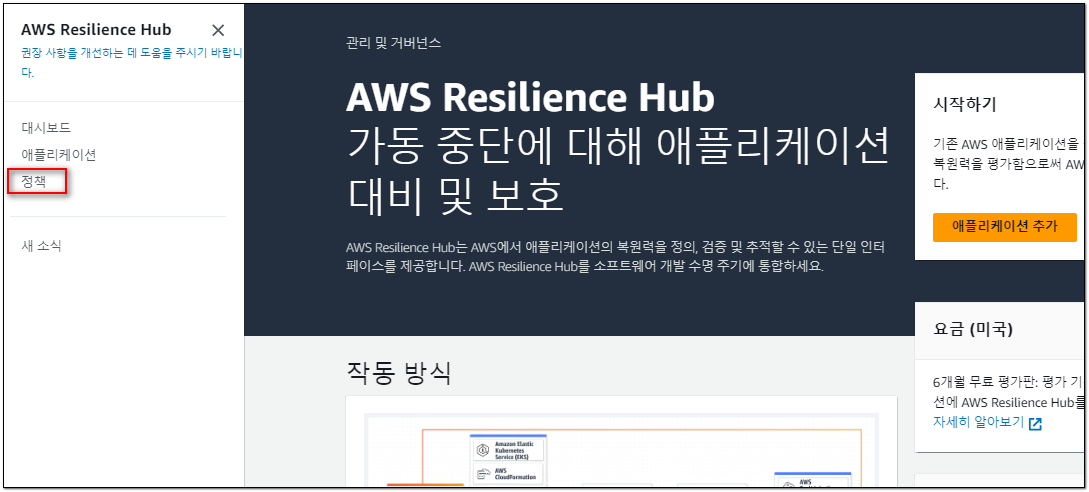 AWS Resilience Hub
권장 사항을 개선하는 데 도움을 주시기 바랍니
다.
대시보드
애플리케이션
정책
새 소식
관리 및 거버넌스
AWS Resilience Hub
가동 중단에 대해 애플리케이션
대비 및 보호
AWS Resilience Hub는 AWS에서 애플리케이션의 복원력을 정의, 검증 및 추적할 수 있는 단일 인터
페이스를 제공합니다. AWS Resilience Hub를 소프트웨어 개발 수명 주기에 통합하세요.
시작하기
기존 AWS 애플리케이션을
복원력을 평가함으로써 AW
다.
애플리케이션 추가
요금 (미국)
6개월 무료 평가판: 평가 기
션에 AWS Resilience Hub를
자세히 알아보기
작동 방식
Amazon Elastic
Kubernetes
Service (EKS)
AWS
CloudFormation
AWS